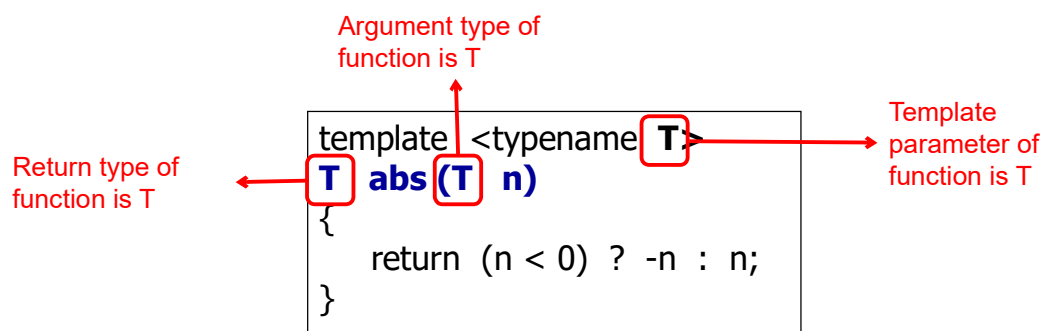 Argument type of
function is T
template <typename T>
T abs (T n)
{
return (n < 0) ? -n : n;
}
Return type of
function is T
Template
parameter of
function is T